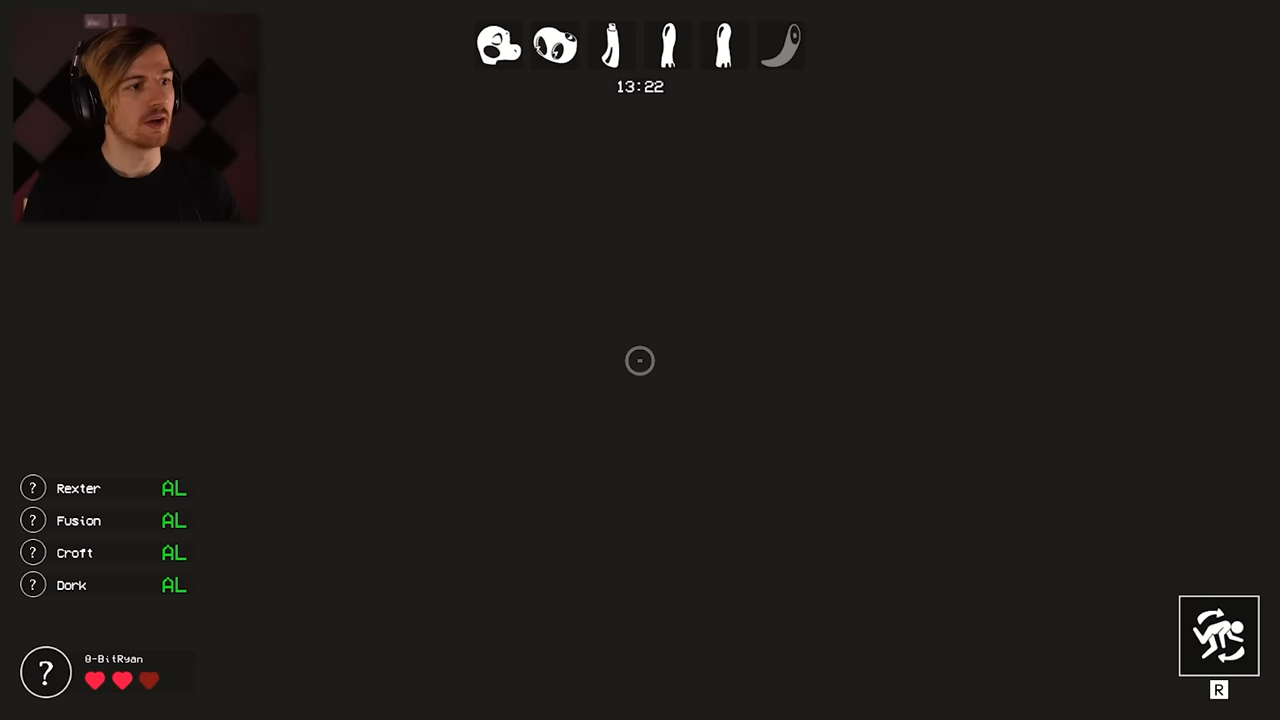 13:22
? Rexter AL
? Fusion AL
? Croft AL
? Dork AL
? 8-BitRyan
R